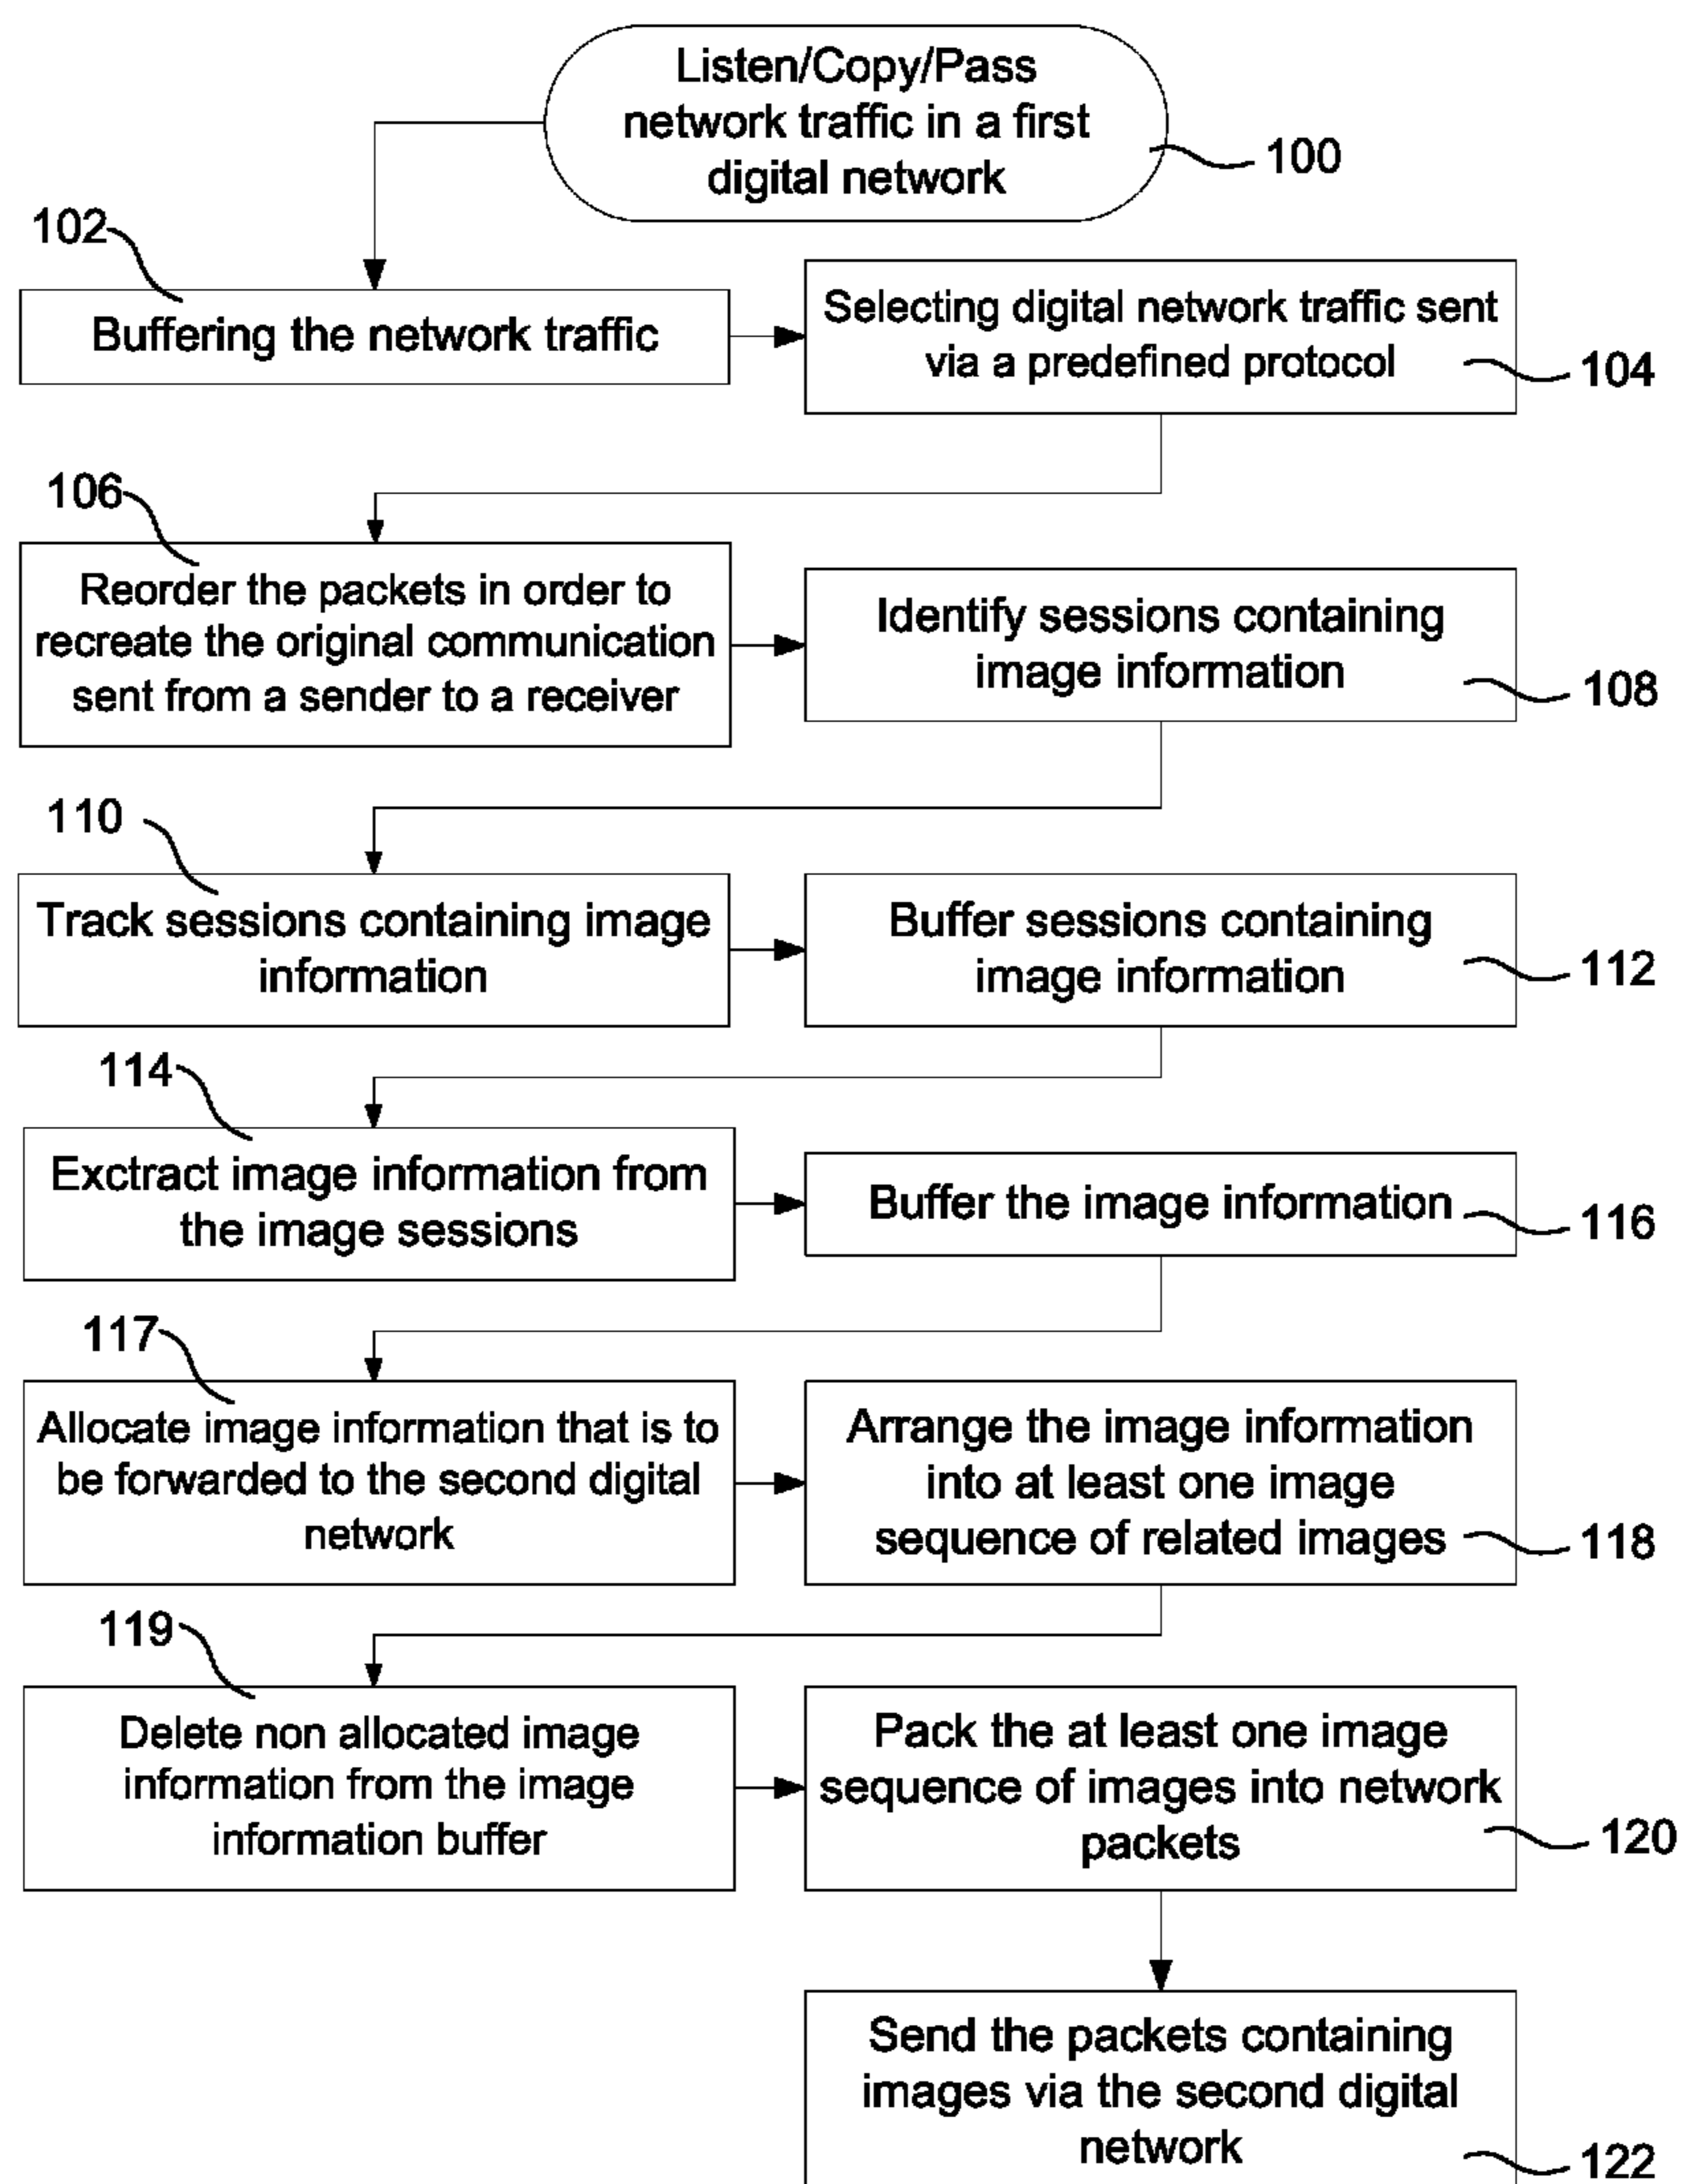 Listen/Copy/Pass
network traffic in a first
digital network
100
102
Buffering the network traffic
Selecting digital network traffic sent
via a predefined protocol
104
106
Reorder the packets in order to
recreate the original communication
sent from a sender to a receiver
Identify sessions containing
image information
108
110
Track sessions containing image
information
Buffer sessions containing
image information
112
114
Exctract image information from
the image sessions
Buffer the image information
116
117
Allocate image information that is to
be forwarded to the second digital
network
Arrange the image information
into at least one image
sequence of related images
118
119
Delete non allocated image
information from the image
information buffer
Pack the at least one image
sequence of images into network
packets
120
Send the packets containing
images via the second digital
network
122